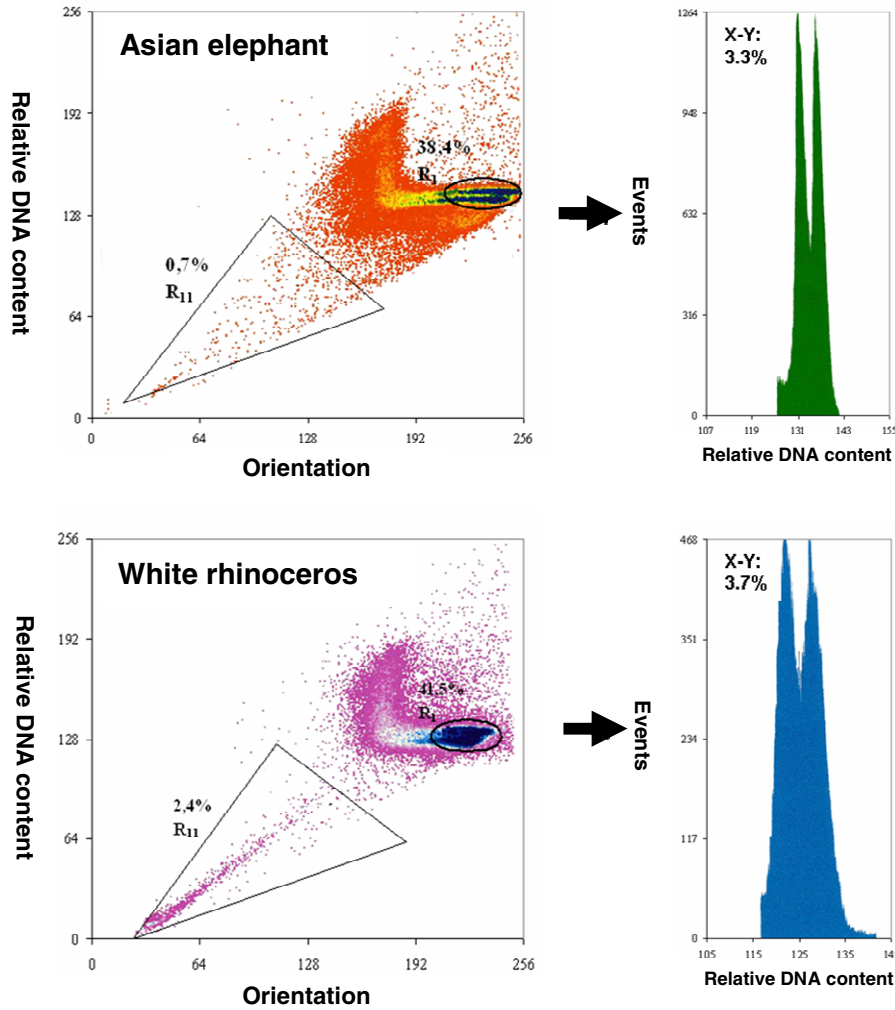 Asian elephant
Relative DNA content
256
192
128
64
0
0,7%
R11
38,4%
R1
0
64
128
192
256
Orientation
X-Y:
3.3%
Events
1264
948
632
316
0
107
119
131
143
155
Relative DNA content
White rhinoceros
Relative DNA content
256
192
128
64
0
2,4%
R11
41,5%
R1
0
64
128
192
256
Orientation
X-Y:
3.7%
Events
468
351
234
117
0
105
115
125
135
Relative DNA content